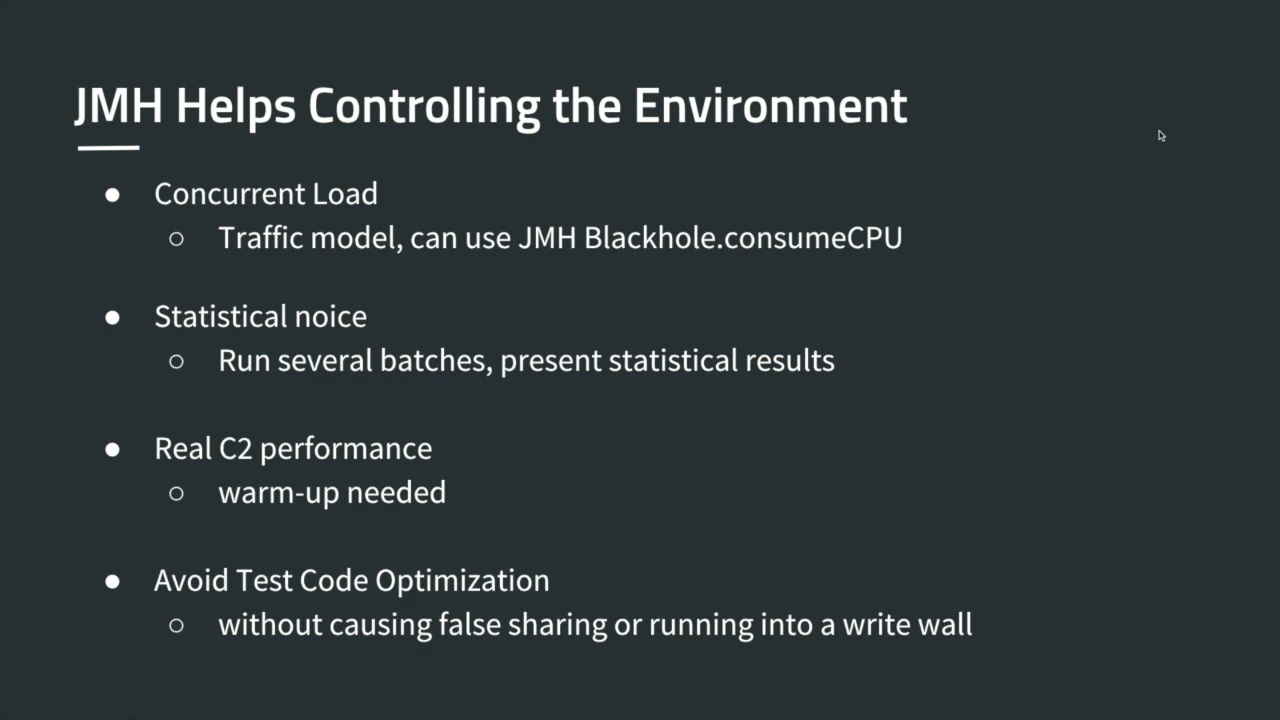 JMH Helps Controlling the Environment
● Concurrent Load
○ Traffic model, can use JMH Blackhole.consumeCPU
● Statistical noice
○ Run several batches, present statistical results
● Real C2 performance
○ warm-up needed
● Avoid Test Code Optimization
○ without causing false sharing or running into a write wall